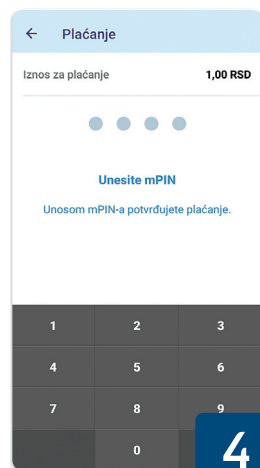 ← Plaćanje
Iznos za plaćanje 1,00 RSD
Unesite mPIN
Unosom mPIN-a potvrđujete plaćanje.
1 2 3
4 5 6
7 8 9
0
4